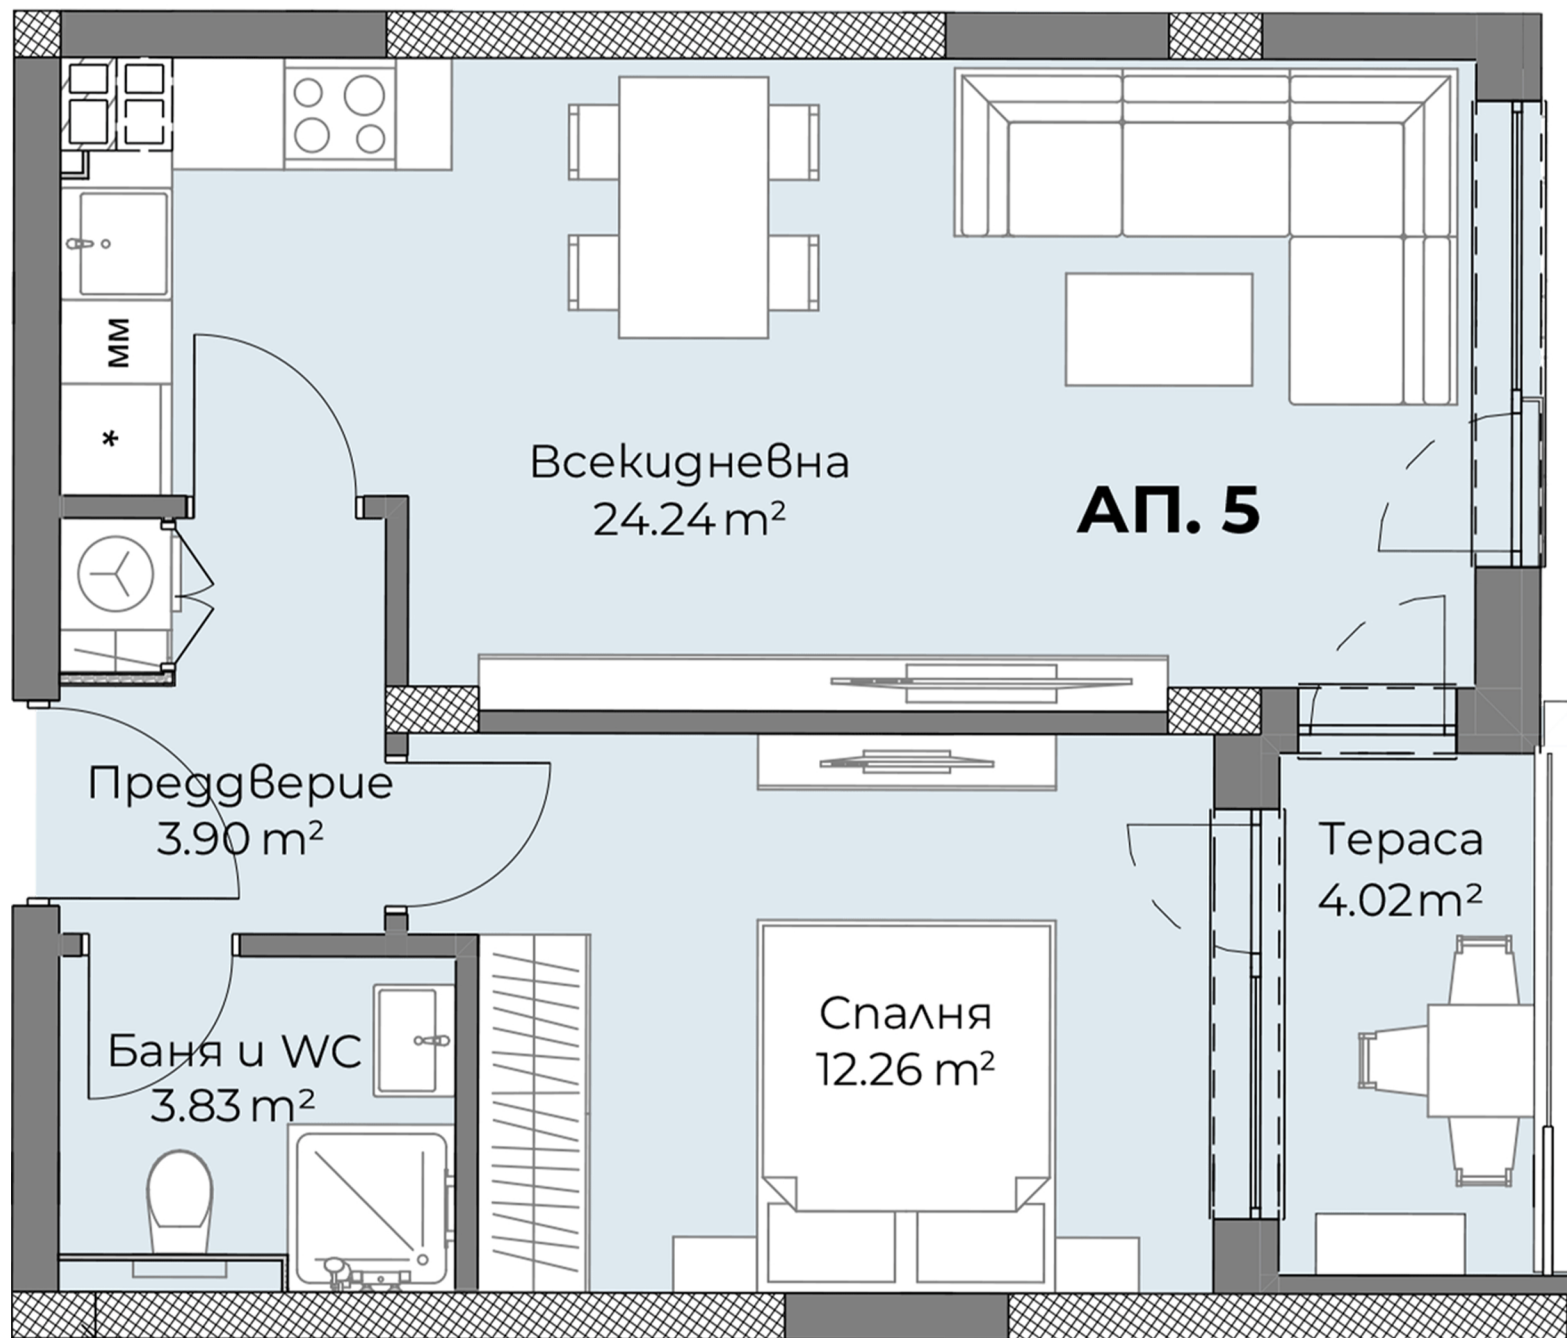 мм
*
Всекидневна
24.24 m²
АП. 5
Преддверие
3.90 m²
Тераса
4.02 m²
Баня и WC
3.83 m²
Спалня
12.26 m²